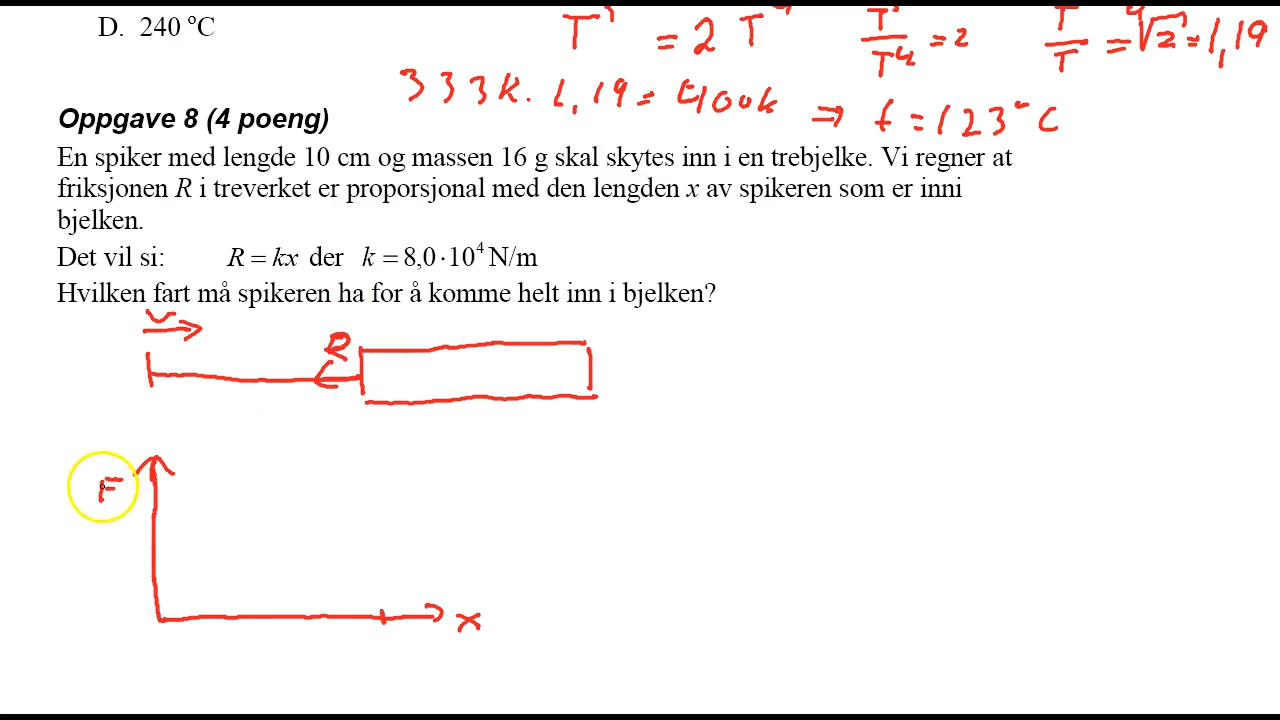 D. 240 °C
= 2
= 2
= ∜2 = 1,19
333K · 1,19 = 400K ⇒ t = 123°C
Oppgave 8 (4 poeng)
En spiker med lengde 10 cm og massen 16 g skal skytes inn i en trebjelke. Vi regner at
friksjonen R i treverket er proporsjonal med den lengden x av spikeren som er inni
bjelken.
Det vil si: R = kx der k = 8,0·10⁴ N/m
Hvilken fart må spikeren ha for å komme helt inn i bjelken?
R
F
x